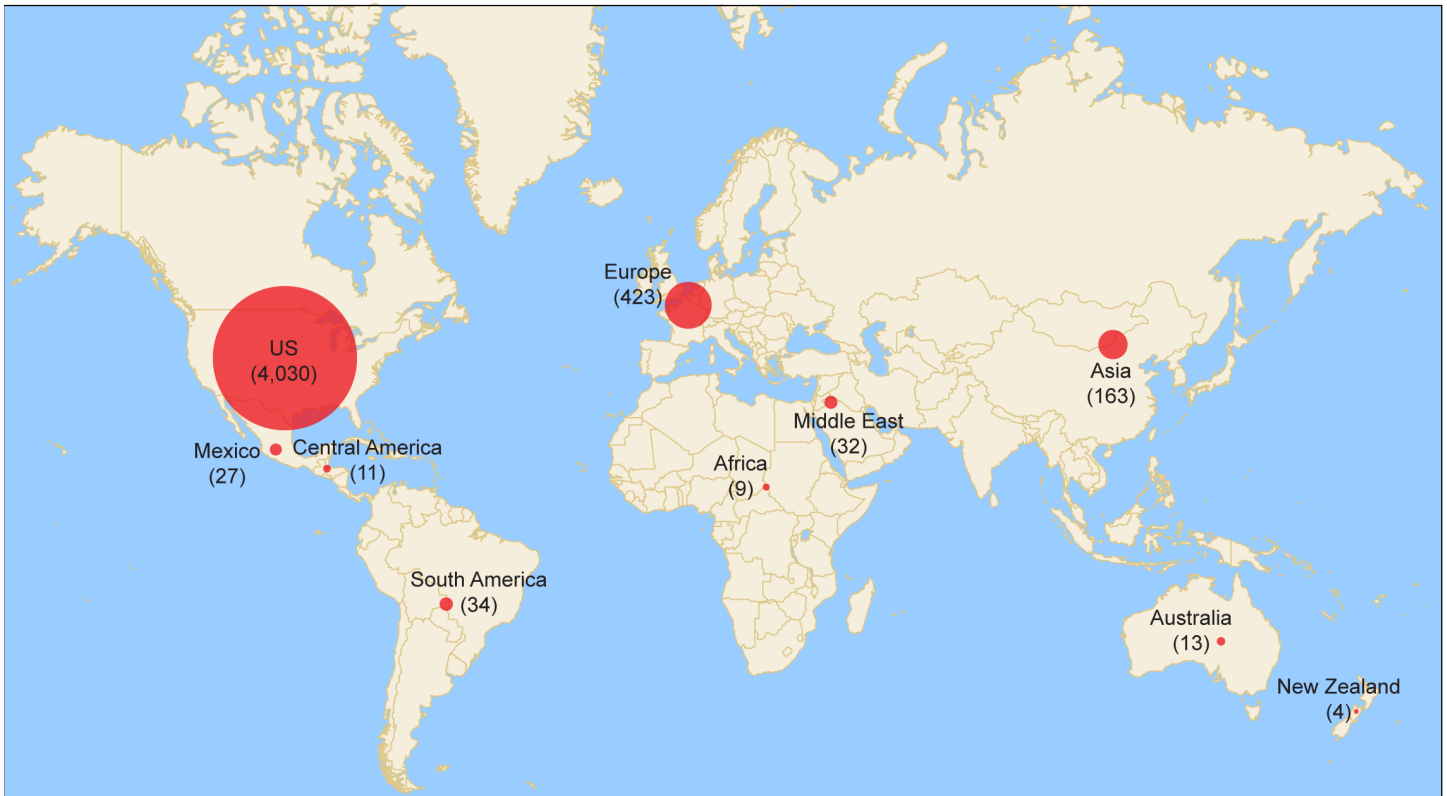 Europe
(423)
US
(4,030)
Asia
(163)
Middle East
(32)
Mexico
(27)
Central America
(11)
Africa
(9)
South America
(34)
Australia
(13)
New Zealand
(4)